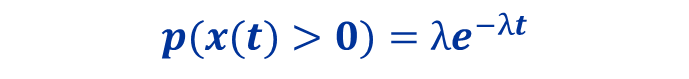 p(x(t) > 0) = λe^{−λt}